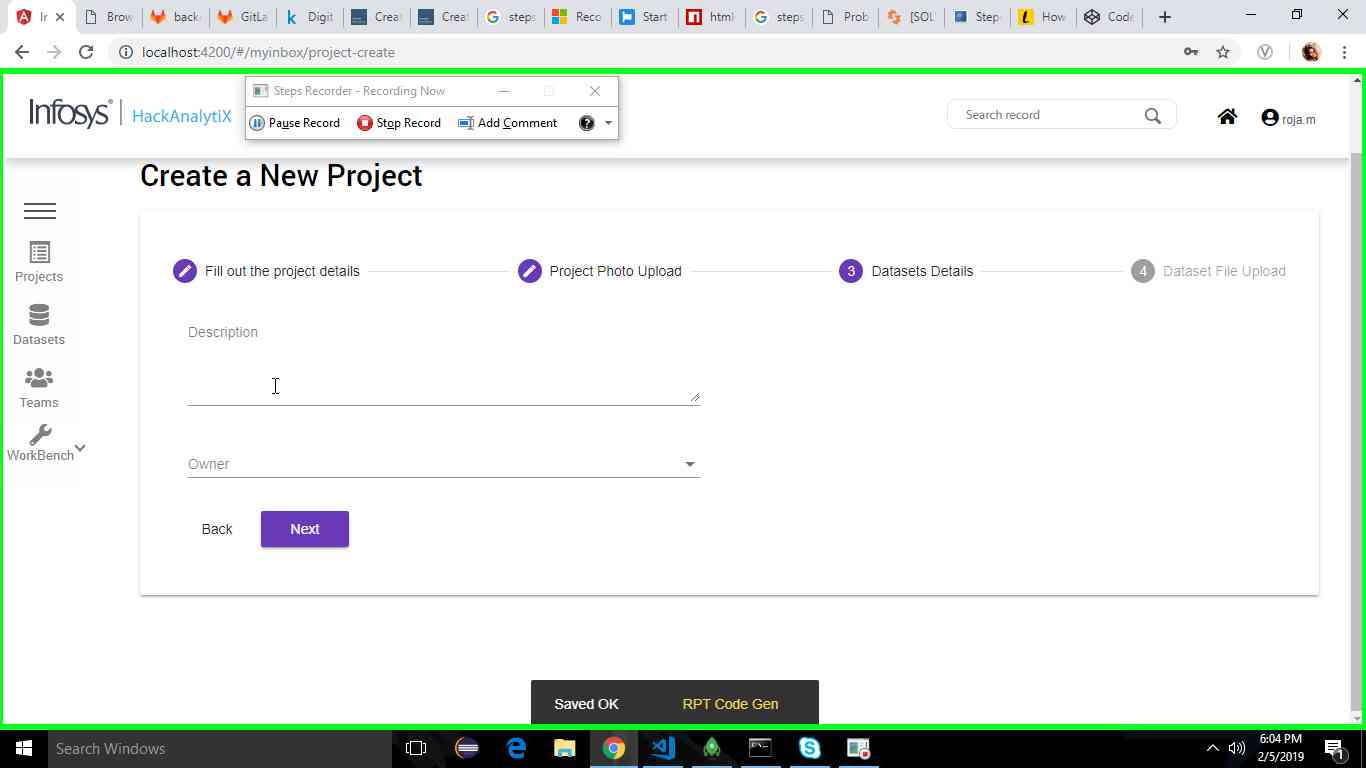 Ir
Brow
back
GitLa
Digit
Creat
Creat
steps
Reco
Start
html
steps
Prob
[SOL
Step
How
Code
localhost:4200/#/myinbox/project-create
Steps Recorder - Recording Now
Pause Record
Stop Record
Add Comment
Infosys
HackAnalytiX
Search record
roja.m
Create a New Project
Projects
Datasets
Teams
WorkBench
Fill out the project details
Project Photo Upload
3 Datasets Details
4 Dataset File Upload
Description
Owner
Back
Next
Saved OK
RPT Code Gen
Search Windows
6:04 PM
2/5/2019
1